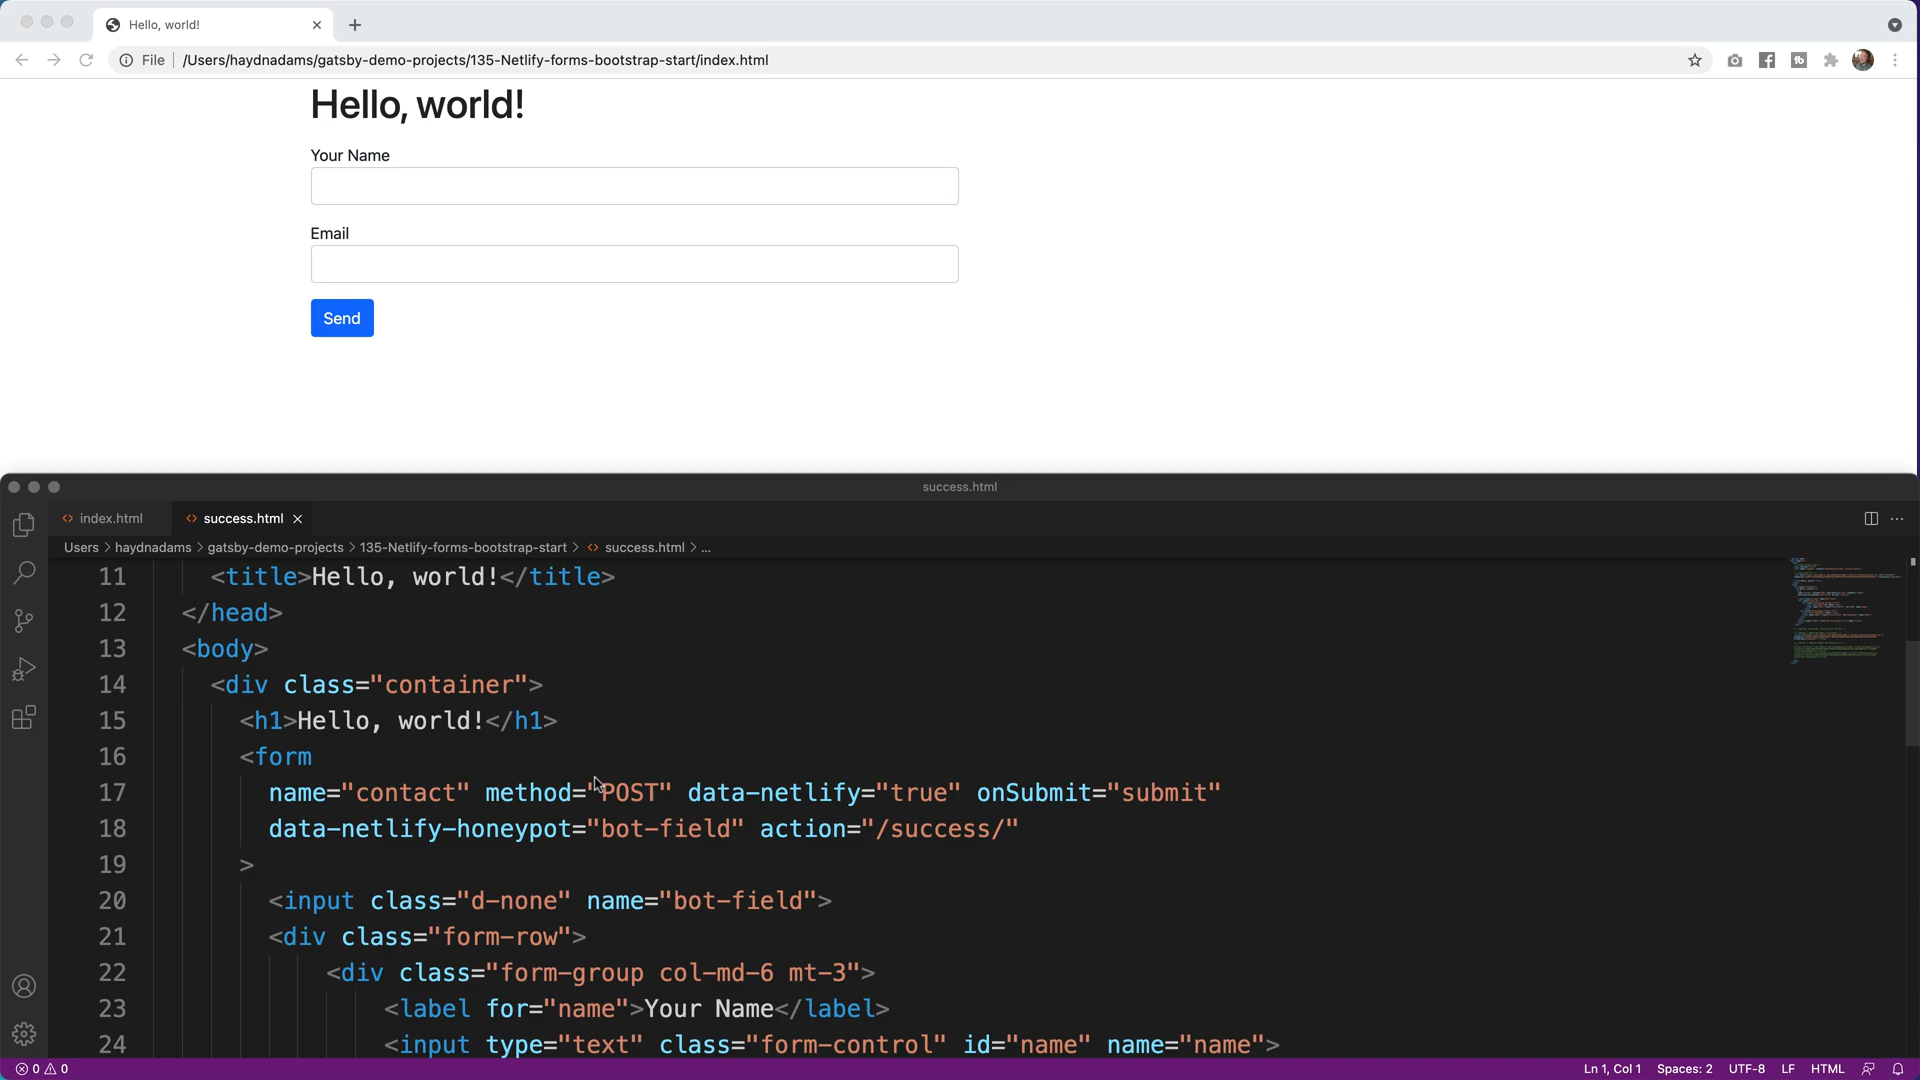 Hello, world!
File /Users/haydnadams/gatsby-demo-projects/135-Netlify-forms-bootstrap-start/index.html
Hello, world!
Your Name
Email
Send
success.html
index.html success.html
Users > haydnadams > gatsby-demo-projects > 135-Netlify-forms-bootstrap-start > success.html > ...
11 <title>Hello, world!</title>
12 </head>
13 <body>
14 <div class="container">
15 <h1>Hello, world!</h1>
16 <form
17 name="contact" method="POST" data-netlify="true" onSubmit="submit"
18 data-netlify-honeypot="bot-field" action="/success/"
19 >
20 <input class="d-none" name="bot-field">
21 <div class="form-row">
22 <div class="form-group col-md-6 mt-3">
23 <label for="name">Your Name</label>
24 <input type="text" class="form-control" id="name" name="name">
0 0 Ln 1, Col 1 Spaces: 2 UTF-8 LF HTML